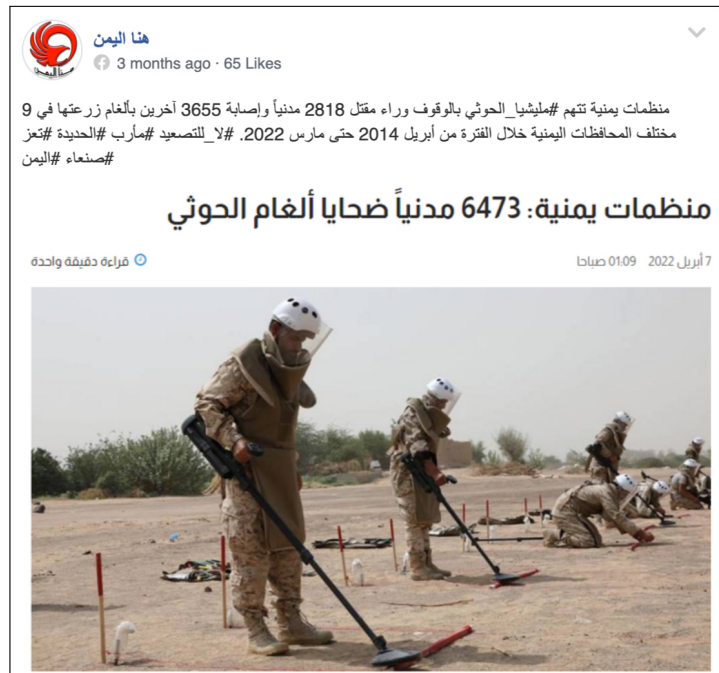 هنا اليمن
3 months ago · 65 Likes
منظمات يمنية تتهم #مليشيا_الحوثي بالوقوف وراء مقتل 2818 مدنياً وإصابة 3655 آخرين بألغام زرعتها في 9
مختلف المحافظات اليمنية خلال الفترة من أبريل 2014 حتى مارس 2022. #لا_للتصعيد #مأرب #الحديدة #تعز
#صنعاء #اليمن
منظمات يمنية: 6473 مدنياً ضحايا ألغام الحوثي
7 أبريل 2022 01:09 صباحا
قراءة دقيقة واحدة
هنا اليمن